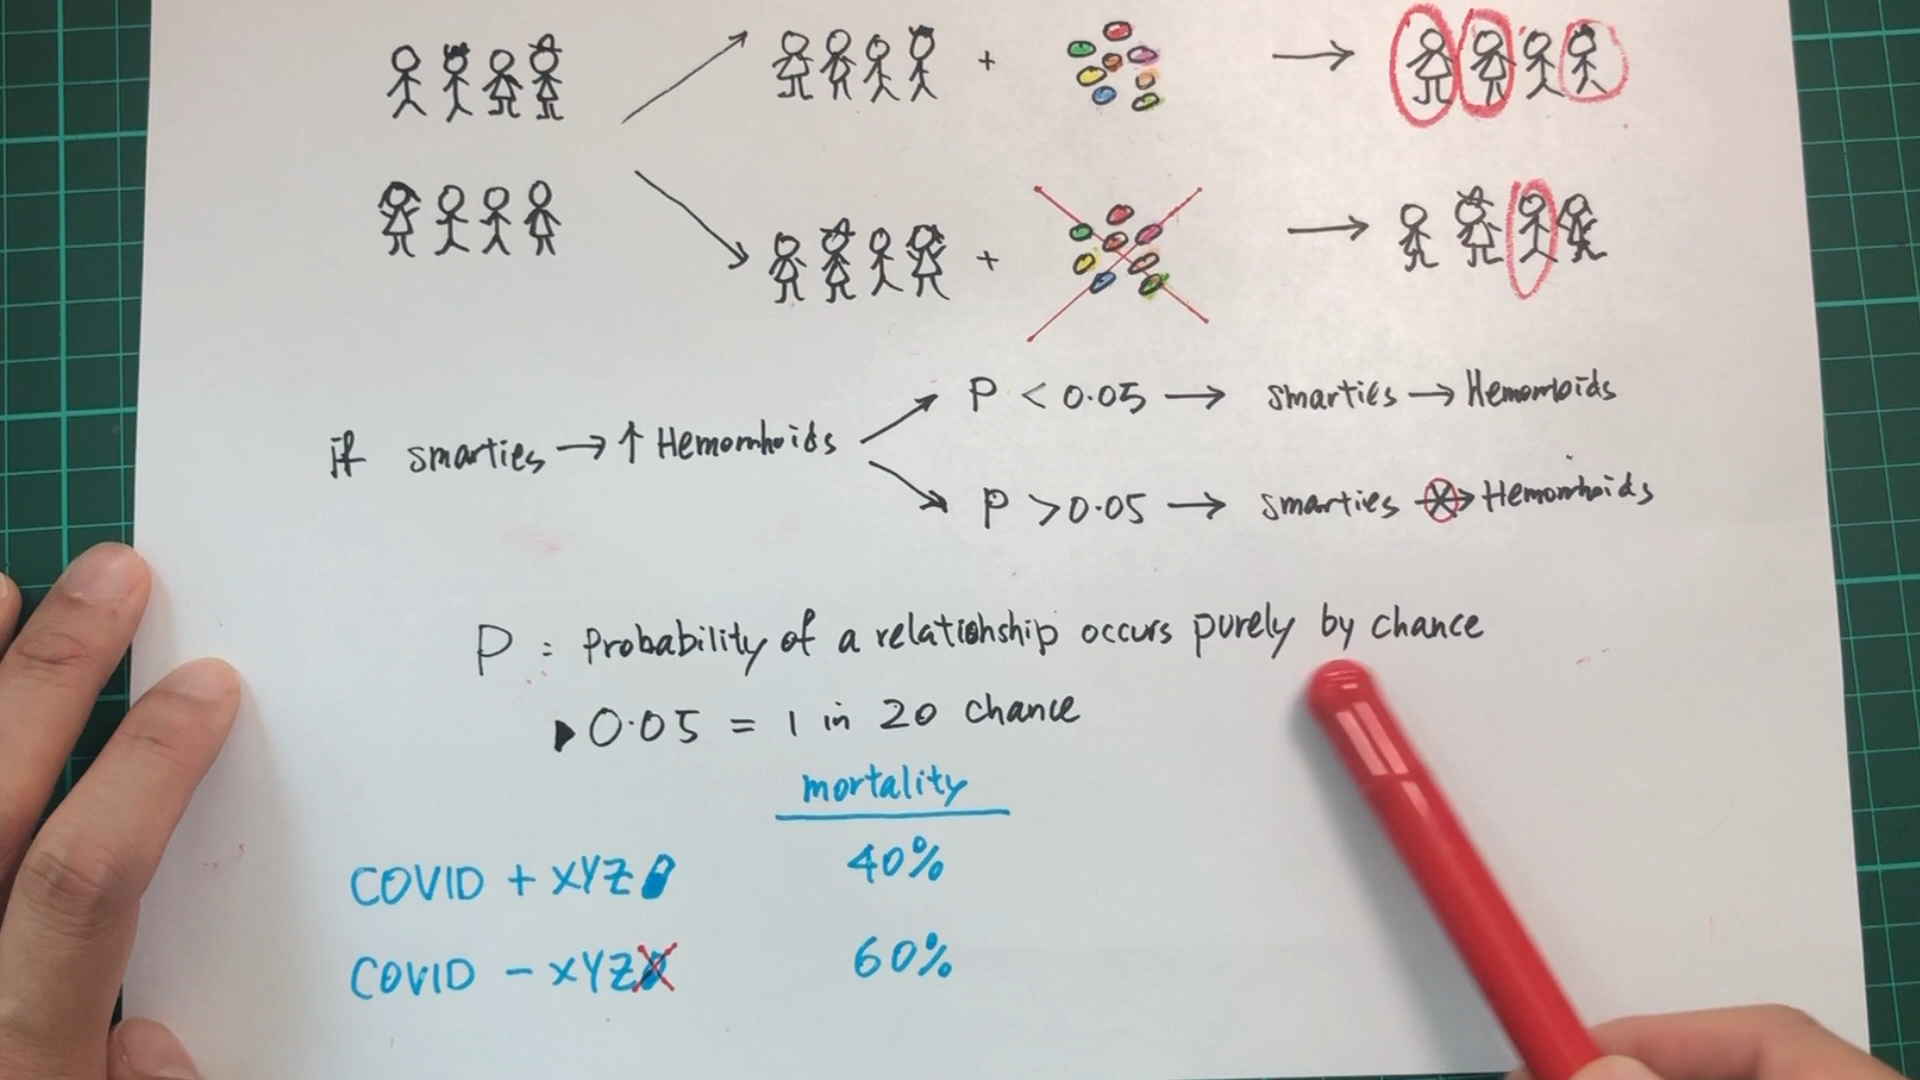 if smarties → ↑ Hemorrhoids
P < 0.05 → smarties → Hemorrhoids
P > 0.05 → smarties → Hemorrhoids
P : Probability of a relationship occurs purely by chance
0.05 = 1 in 20 chance
mortality
COVID + XYZ 40%
COVID - XYZ 60%